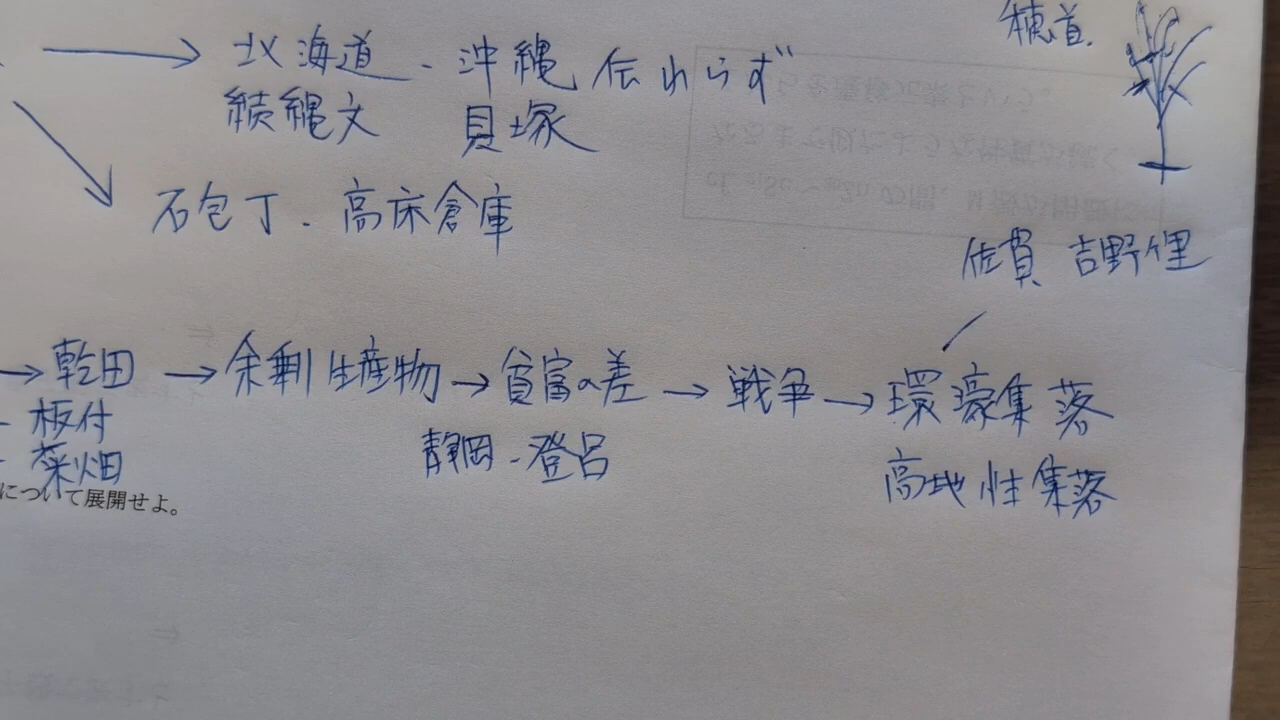 穂首
→ 北海道・沖縄伝わらず
続縄文 貝塚
石包丁・高床倉庫
佐賀 吉野里
→乾田→余剰生産物→貧富の差→戦争→環濠集落
板付 静岡・登呂 高地性集落
菜畑
について展開せよ。